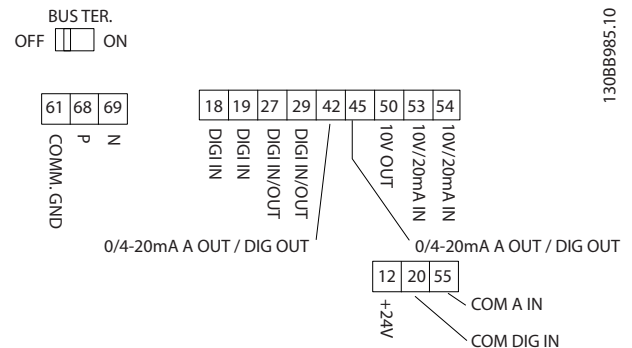 BUS TER.
OFF ON
130BB985.10
61 68 69
COMM. GND
P
N
18 19 27 29 42 45 50 53 54
DIGI IN
DIGI IN
DIGI IN/OUT
DIGI IN/OUT
10V OUT
10V/20mA IN
10V/20mA IN
0/4-20mA A OUT / DIG OUT
0/4-20mA A OUT / DIG OUT
12 20 55
+24V
COM A IN
COM DIG IN